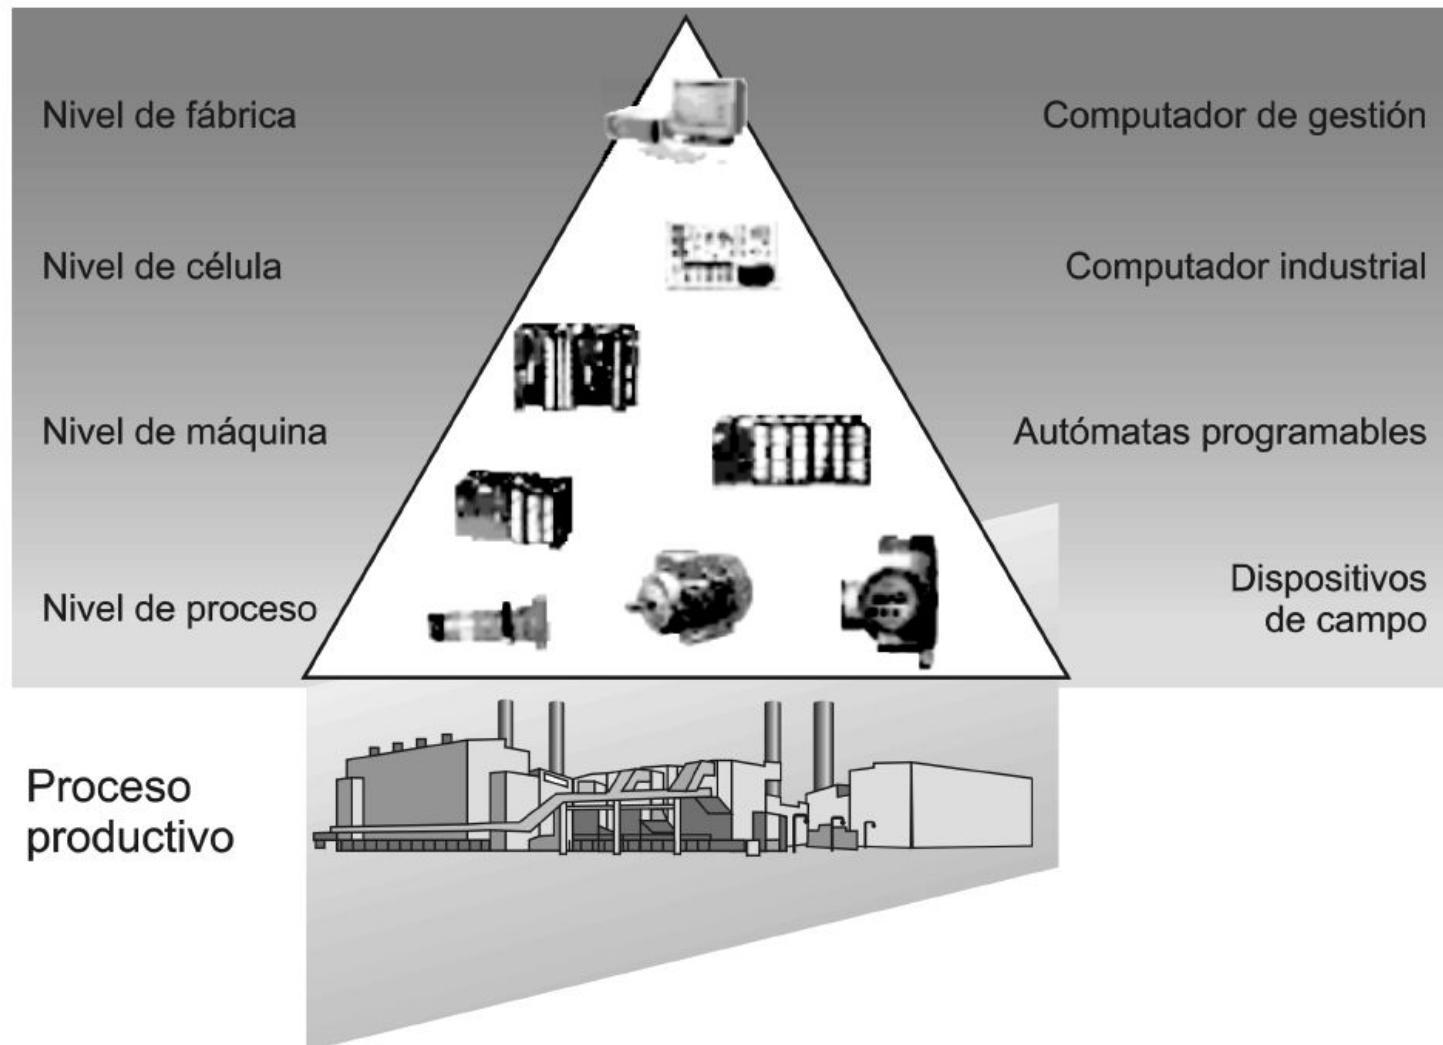 Nivel de fábrica
Computador de gestión
Nivel de célula
Computador industrial
Nivel de máquina
Autómatas programables
Nivel de proceso
Dispositivos
de campo
Proceso
productivo